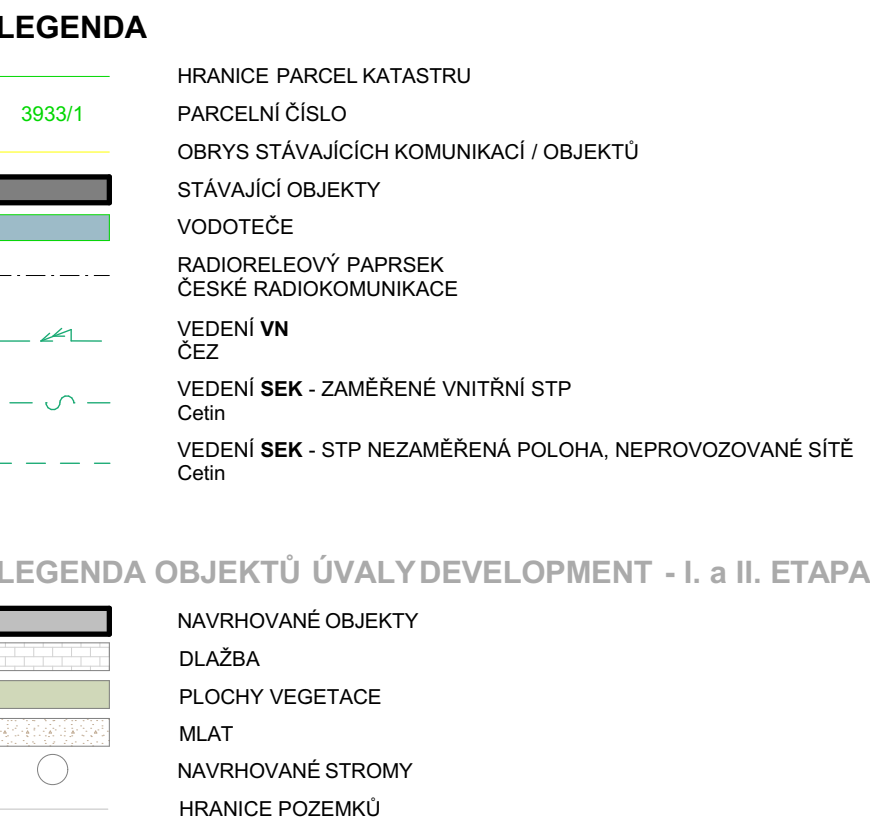 LEGENDA
HRANICE PARCEL KATASTRU
3933/1 PARCELNÍ ČÍSLO
OBRYS STÁVAJÍCÍCH KOMUNIKACÍ / OBJEKTŮ
STÁVAJÍCÍ OBJEKTY
VODOTEČE
RADIORELEOVÝ PAPRSEK
ČESKÉ RADIOKOMUNIKACE
VEDENÍ VN
ČEZ
VEDENÍ SEK - ZAMĚŘENÉ VNITŘNÍ STP
Cetin
VEDENÍ SEK - STP NEZAMĚŘENÁ POLOHA, NEPROVOZOVANÉ SÍTĚ
Cetin
LEGENDA OBJEKTŮ ÚVALY DEVELOPMENT - I. a II. ETAPA
NAVRHOVANÉ OBJEKTY
DLAŽBA
PLOCHY VEGETACE
MLAT
NAVRHOVANÉ STROMY
HRANICE POZEMKŮ